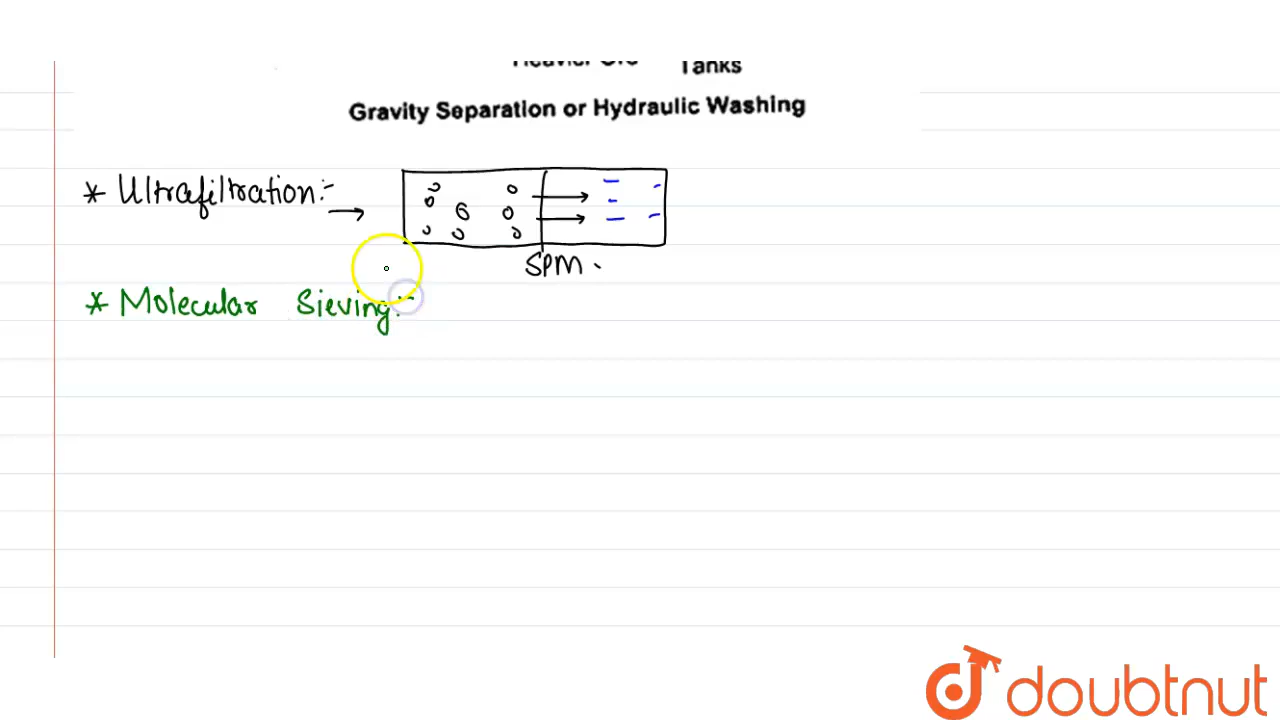 Tanks
Gravity Separation or Hydraulic Washing
* Ultrafiltration:-
SPM.
* Molecular Sieving:-
doubtnut